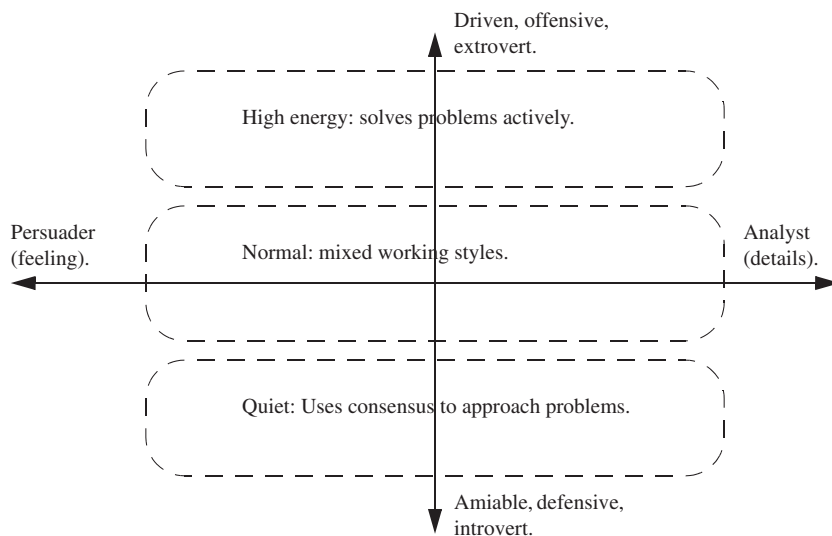 Driven, offensive,
extrovert.
High energy: solves problems actively.
Persuader
(feeling).
Normal: mixed working styles.
Analyst
(details).
Quiet: Uses consensus to approach problems.
Amiable, defensive,
introvert.